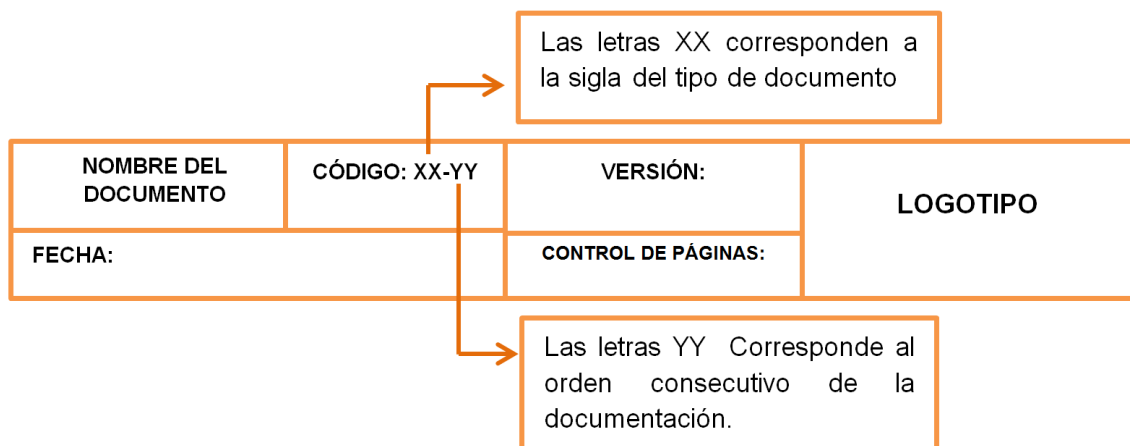 Las letras XX corresponden a
la sigla del tipo de documento
NOMBRE DEL
DOCUMENTO
CÓDIGO: XX-YY
VERSIÓN:
LOGOTIPO
FECHA:
CONTROL DE PÁGINAS:
Las letras YY Corresponde al
orden consecutivo de la
documentación.